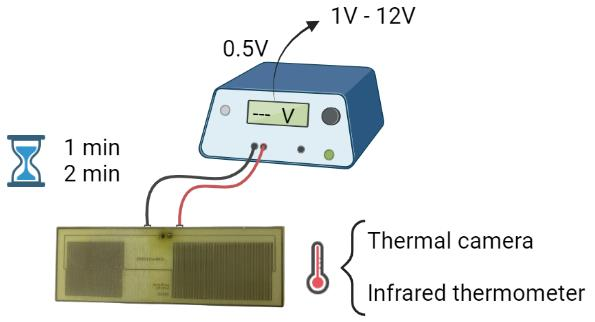 1V - 12V
0.5V
--- V
1 min
2 min
Thermal camera
Infrared thermometer